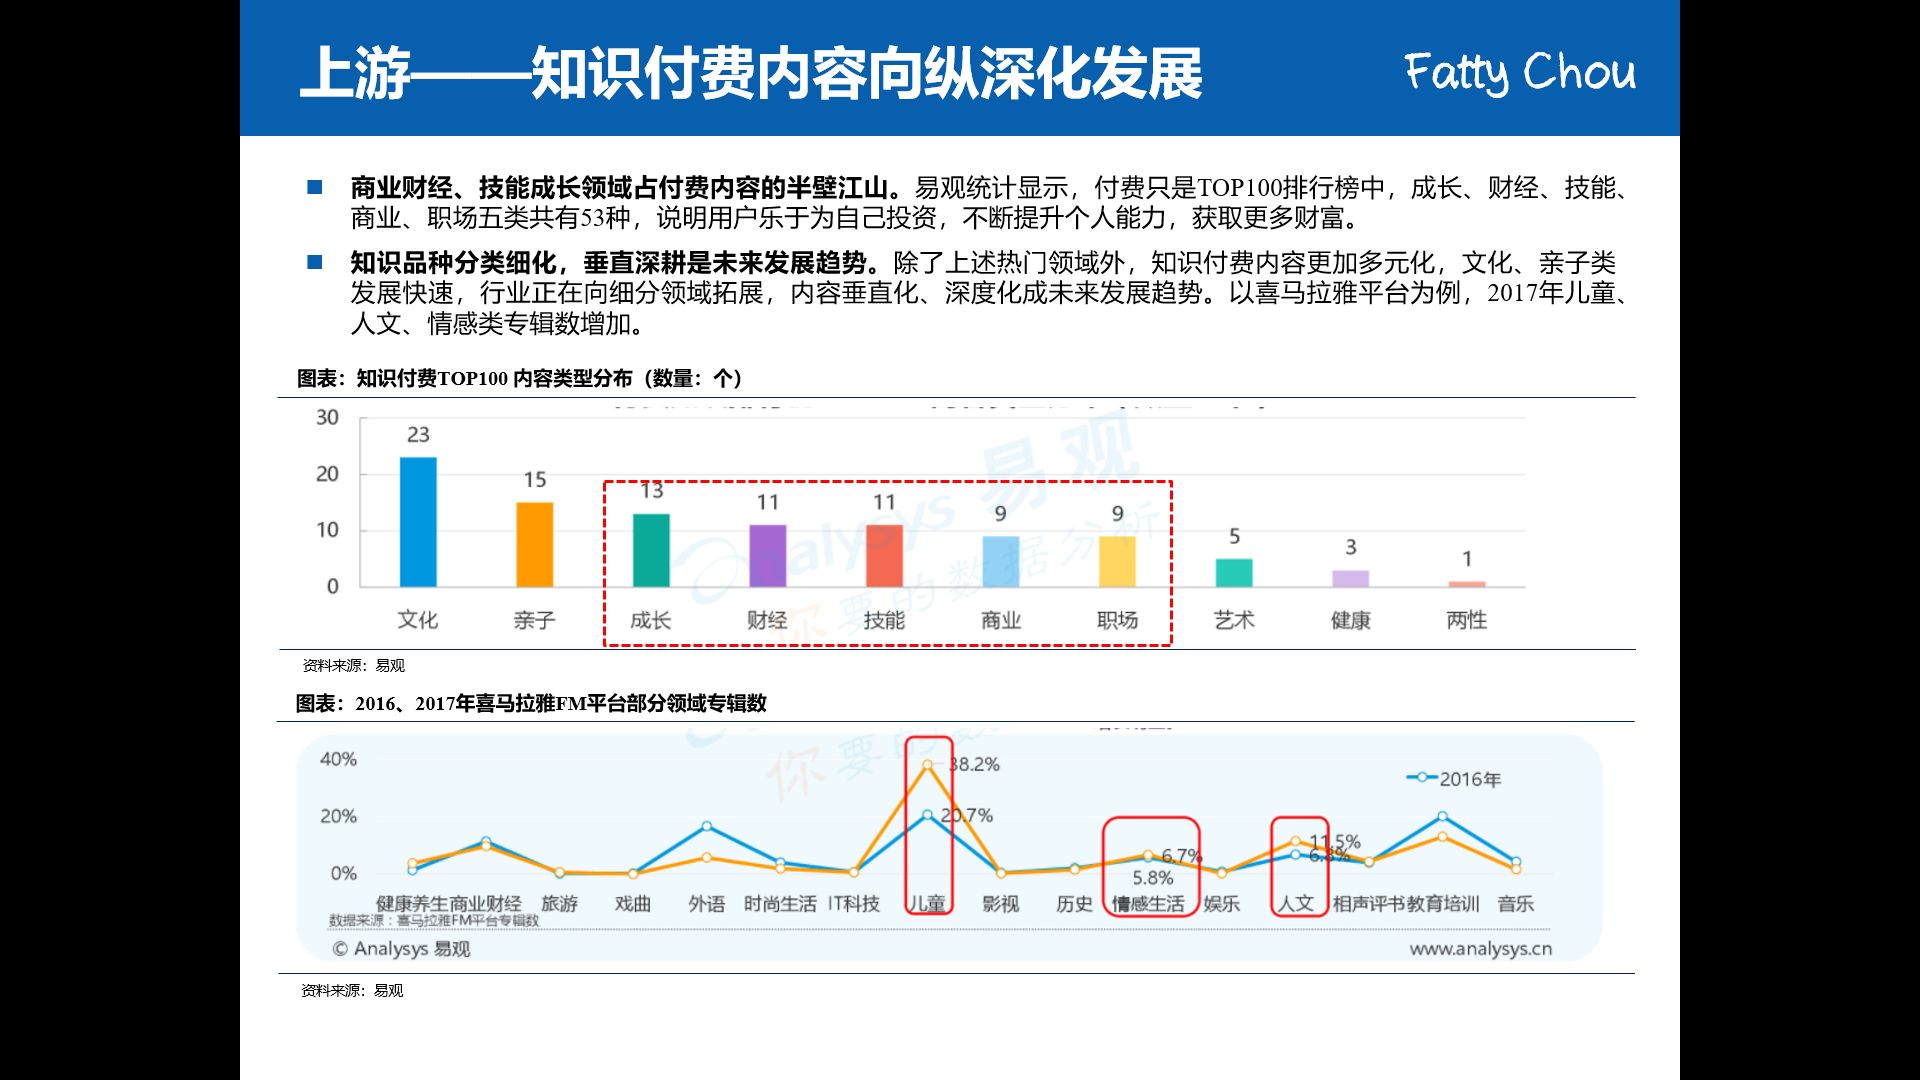 上游——知识付费内容向纵深化发展
Fatty Chou
商业财经、技能成长领域占付费内容的半壁江山。易观统计显示，付费只是TOP100排行榜中，成长、财经、技能、
商业、职场五类共有53种，说明用户乐于为自己投资，不断提升个人能力，获取更多财富。
知识品种分类细化，垂直深耕是未来发展趋势。除了上述热门领域外，知识付费内容更加多元化，文化、亲子类
发展快速，行业正在向细分领域拓展，内容垂直化、深度化成未来发展趋势。以喜马拉雅平台为例，2017年儿童、
人文、情感类专辑数增加。
图表：知识付费TOP100 内容类型分布（数量：个）
30
20
10
0
23
15
13
11
11
9
9
5
3
1
文化 亲子 成长 财经 技能 商业 职场 艺术 健康 两性
Analysys 易观
你要的数据分析
资料来源：易观
图表：2016、2017年喜马拉雅FM平台部分领域专辑数
你要的
40%
20%
0%
38.2%
20.7%
6.7%
5.8%
11.5%
2016年
健康养生 商业财经 旅游 戏曲 外语 时尚生活 IT科技 儿童 影视 历史 情感生活 娱乐 人文 相声评书 教育培训 音乐
数据来源：喜马拉雅FM平台专辑数
© Analysys 易观
www.analysys.cn
资料来源：易观